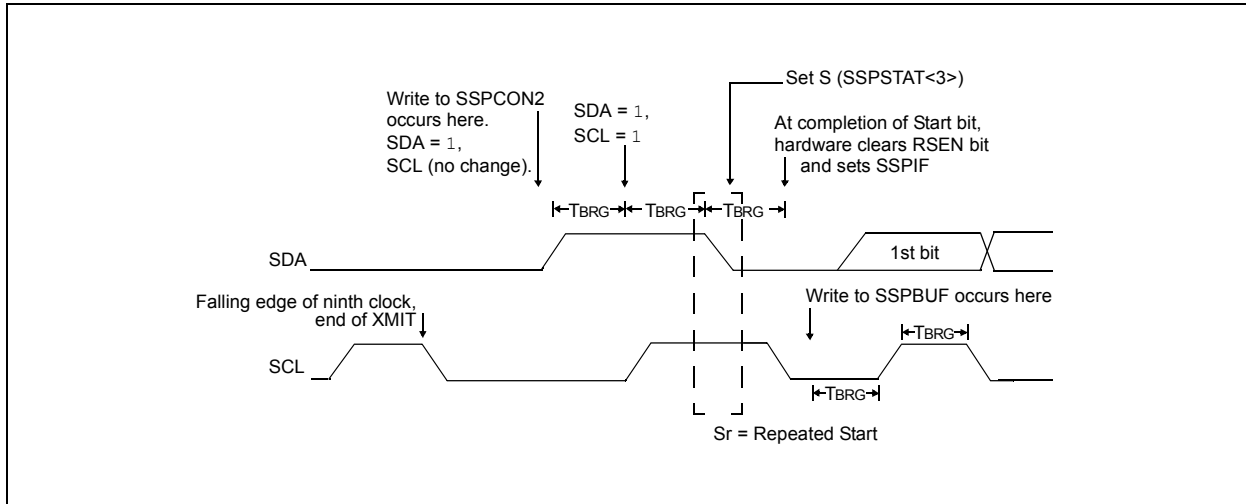 Set S (SSPSTAT<3>)
Write to SSPCON2
occurs here.
SDA = 1,
SCL (no change).
SDA = 1,
SCL = 1
At completion of Start bit,
hardware clears RSEN bit
and sets SSPIF
TBRG
TBRG
TBRG
SDA
1st bit
Falling edge of ninth clock,
end of XMIT
Write to SSPBUF occurs here
TBRG
SCL
TBRG
Sr = Repeated Start